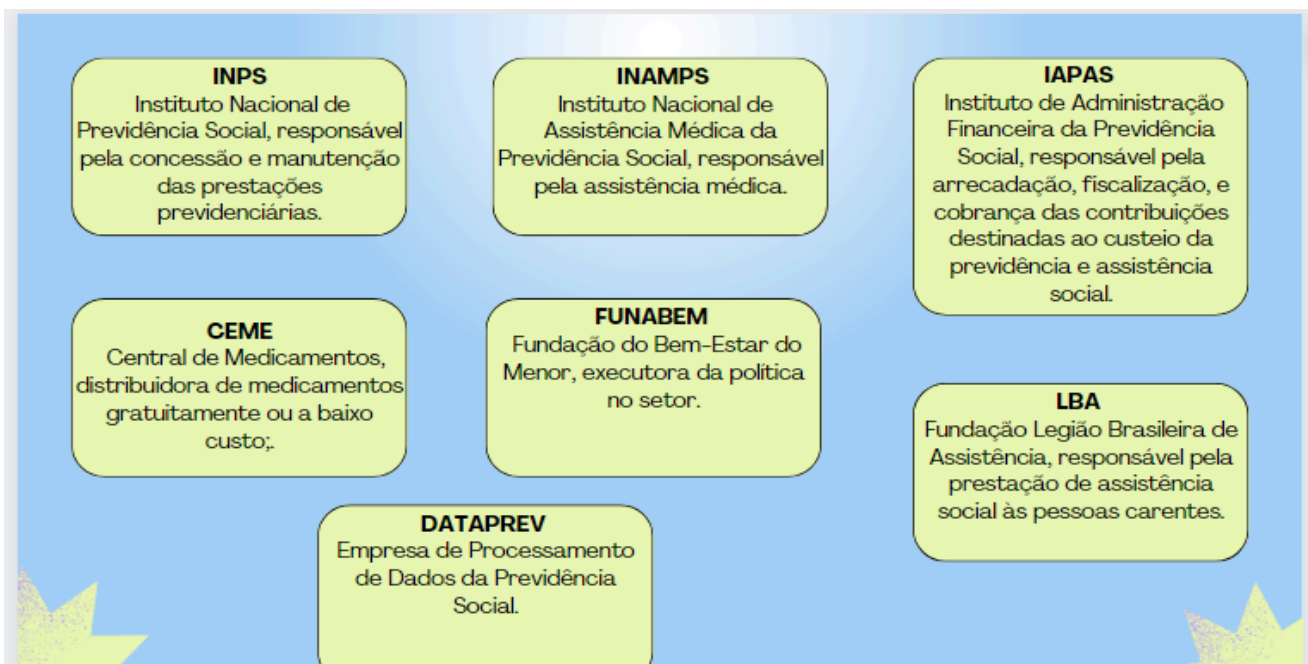 INPS
Instituto Nacional de
Previdência Social, responsável
pela concessão e manutenção
das prestações
previdenciárias.
INAMPS
Instituto Nacional de
Assistência Médica da
Previdência Social, responsável
pela assistência médica.
IAPAS
Instituto de Administração
Financeira da Previdência
Social, responsável pela
arrecadação, fiscalização, e
cobrança das contribuições
destinadas ao custeio da
previdência e assistência
social.
CEME
Central de Medicamentos,
distribuidora de medicamentos
gratuitamente ou a baixo
custo;.
FUNABEM
Fundação do Bem-Estar do
Menor, executora da política
no setor.
LBA
Fundação Legião Brasileira de
Assistência, responsável pela
prestação de assistência
social às pessoas carentes.
DATAPREV
Empresa de Processamento
de Dados da Previdência
Social.